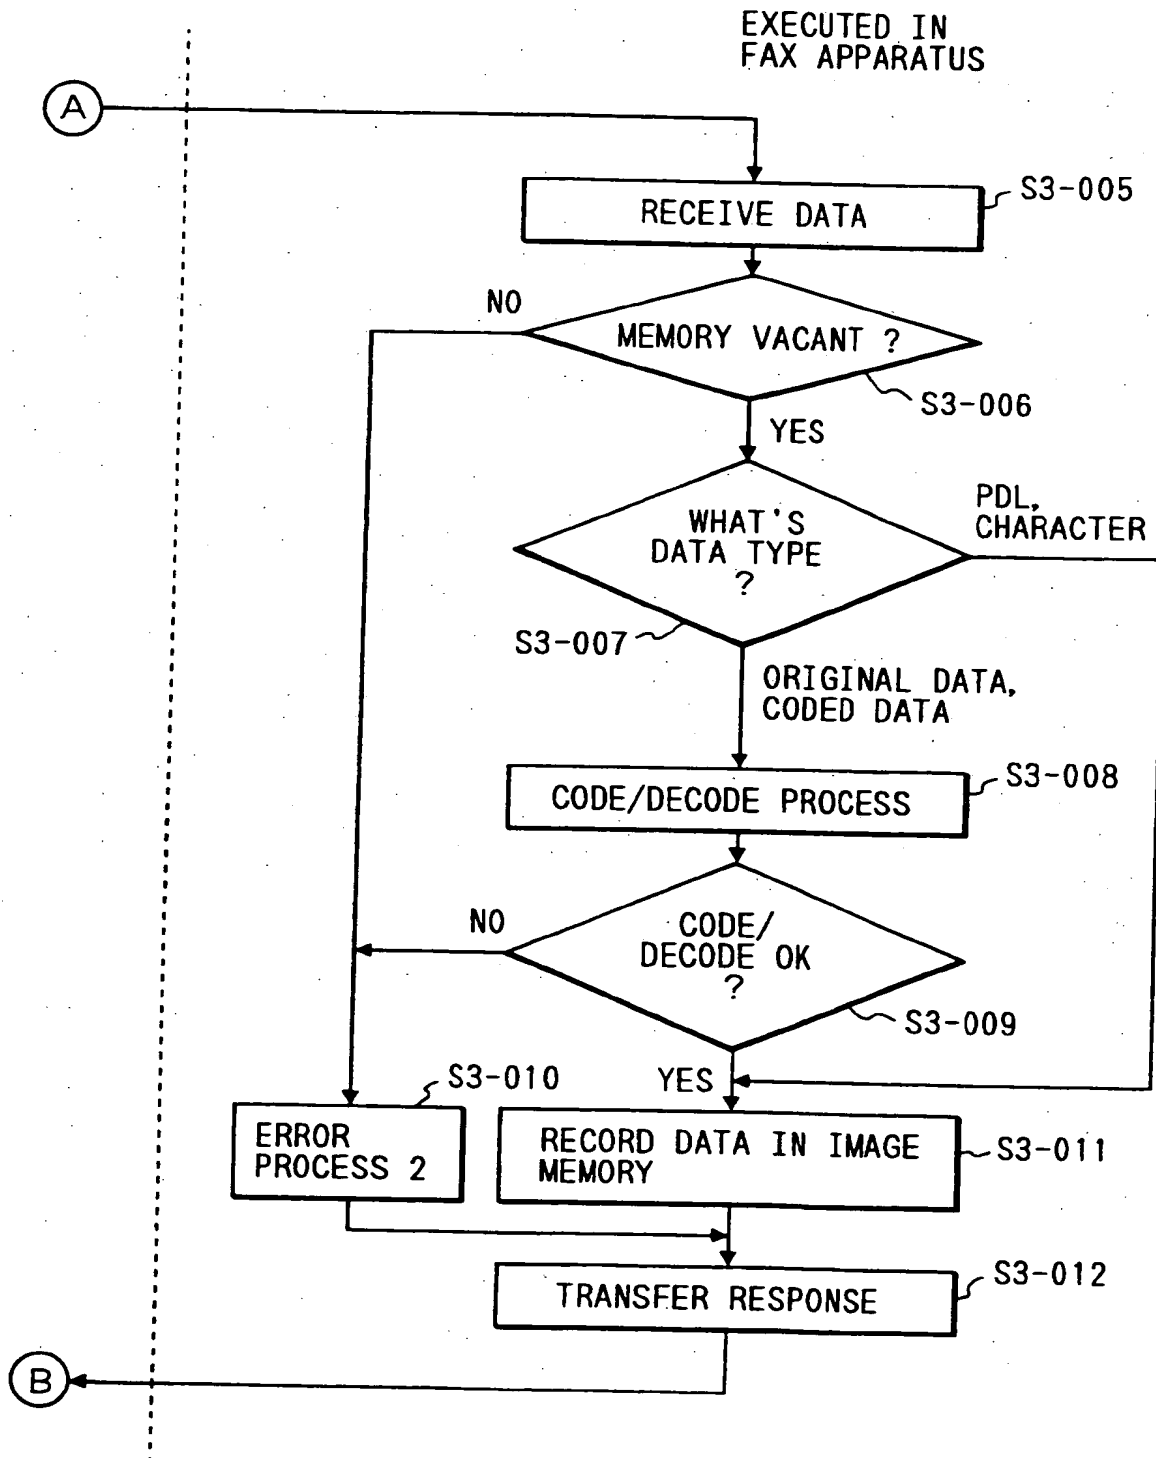 EXECUTED IN
FAX APPARATUS
A
RECEIVE DATA
S3-005
NO
MEMORY VACANT ?
S3-006
YES
WHAT'S
DATA TYPE
?
PDL,
CHARACTER
S3-007
ORIGINAL DATA,
CODED DATA
S3-008
CODE/DECODE PROCESS
NO
CODE/
DECODE OK
?
S3-009
YES
S3-010
ERROR
PROCESS 2
RECORD DATA IN IMAGE
MEMORY
S3-011
S3-012
TRANSFER RESPONSE
B